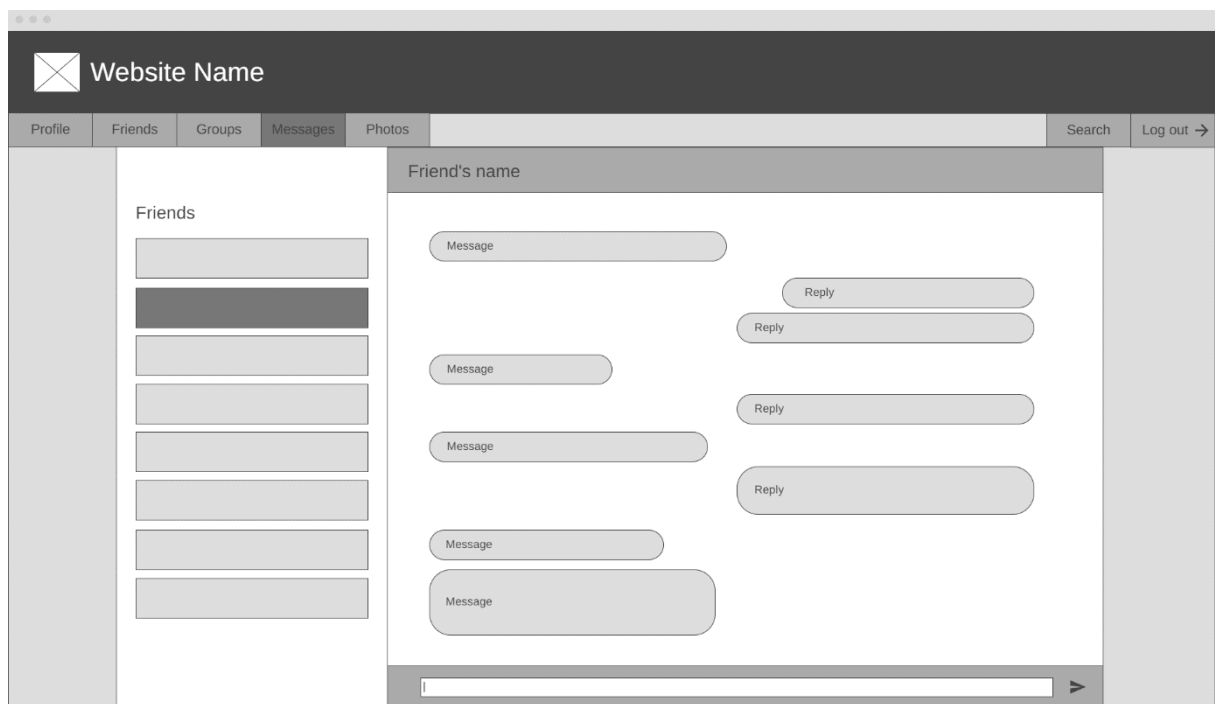 Website Name
Profile Friends Groups Messages Photos Search Log out →
Friend's name
Friends
Message
Reply
Reply
Message
Reply
Message
Reply
Message
Message